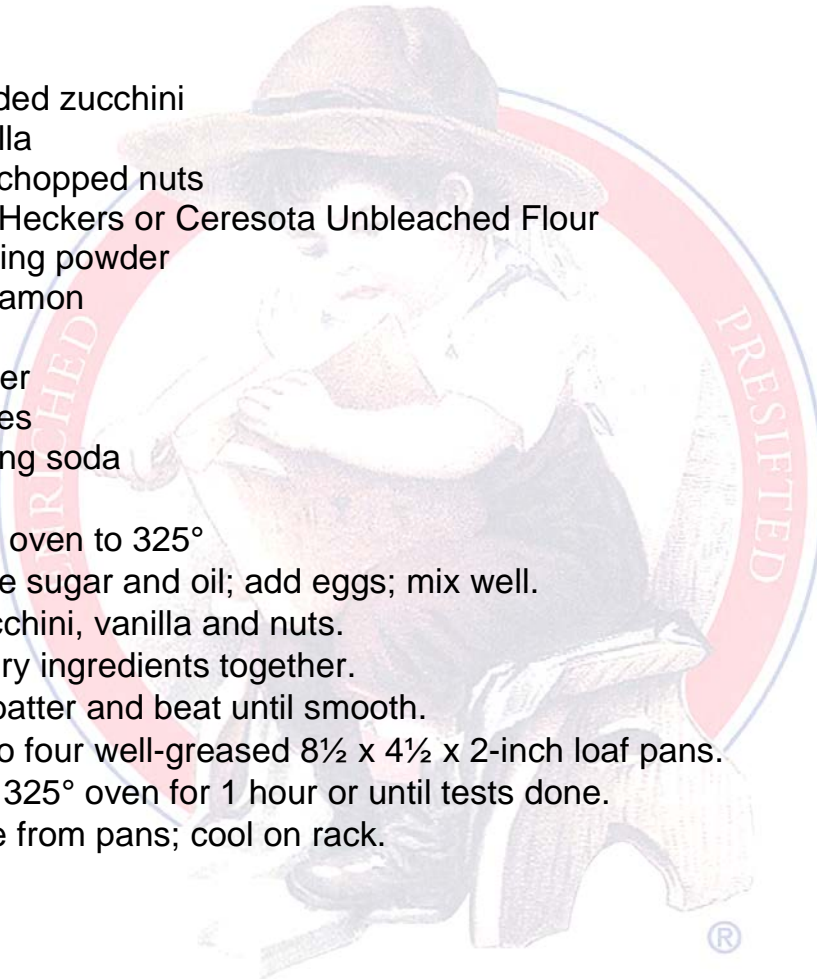 ded zucchini
lla
chopped nuts
Heckers or Ceresota Unbleached Flour
ing powder
amon
er
es
ng soda
oven to 325°
e sugar and oil; add eggs; mix well.
cchini, vanilla and nuts.
ry ingredients together.
batter and beat until smooth.
o four well-greased 8½ x 4½ x 2-inch loaf pans.
325° oven for 1 hour or until tests done.
e from pans; cool on rack.
ENRICHED
PRESIFTED
®